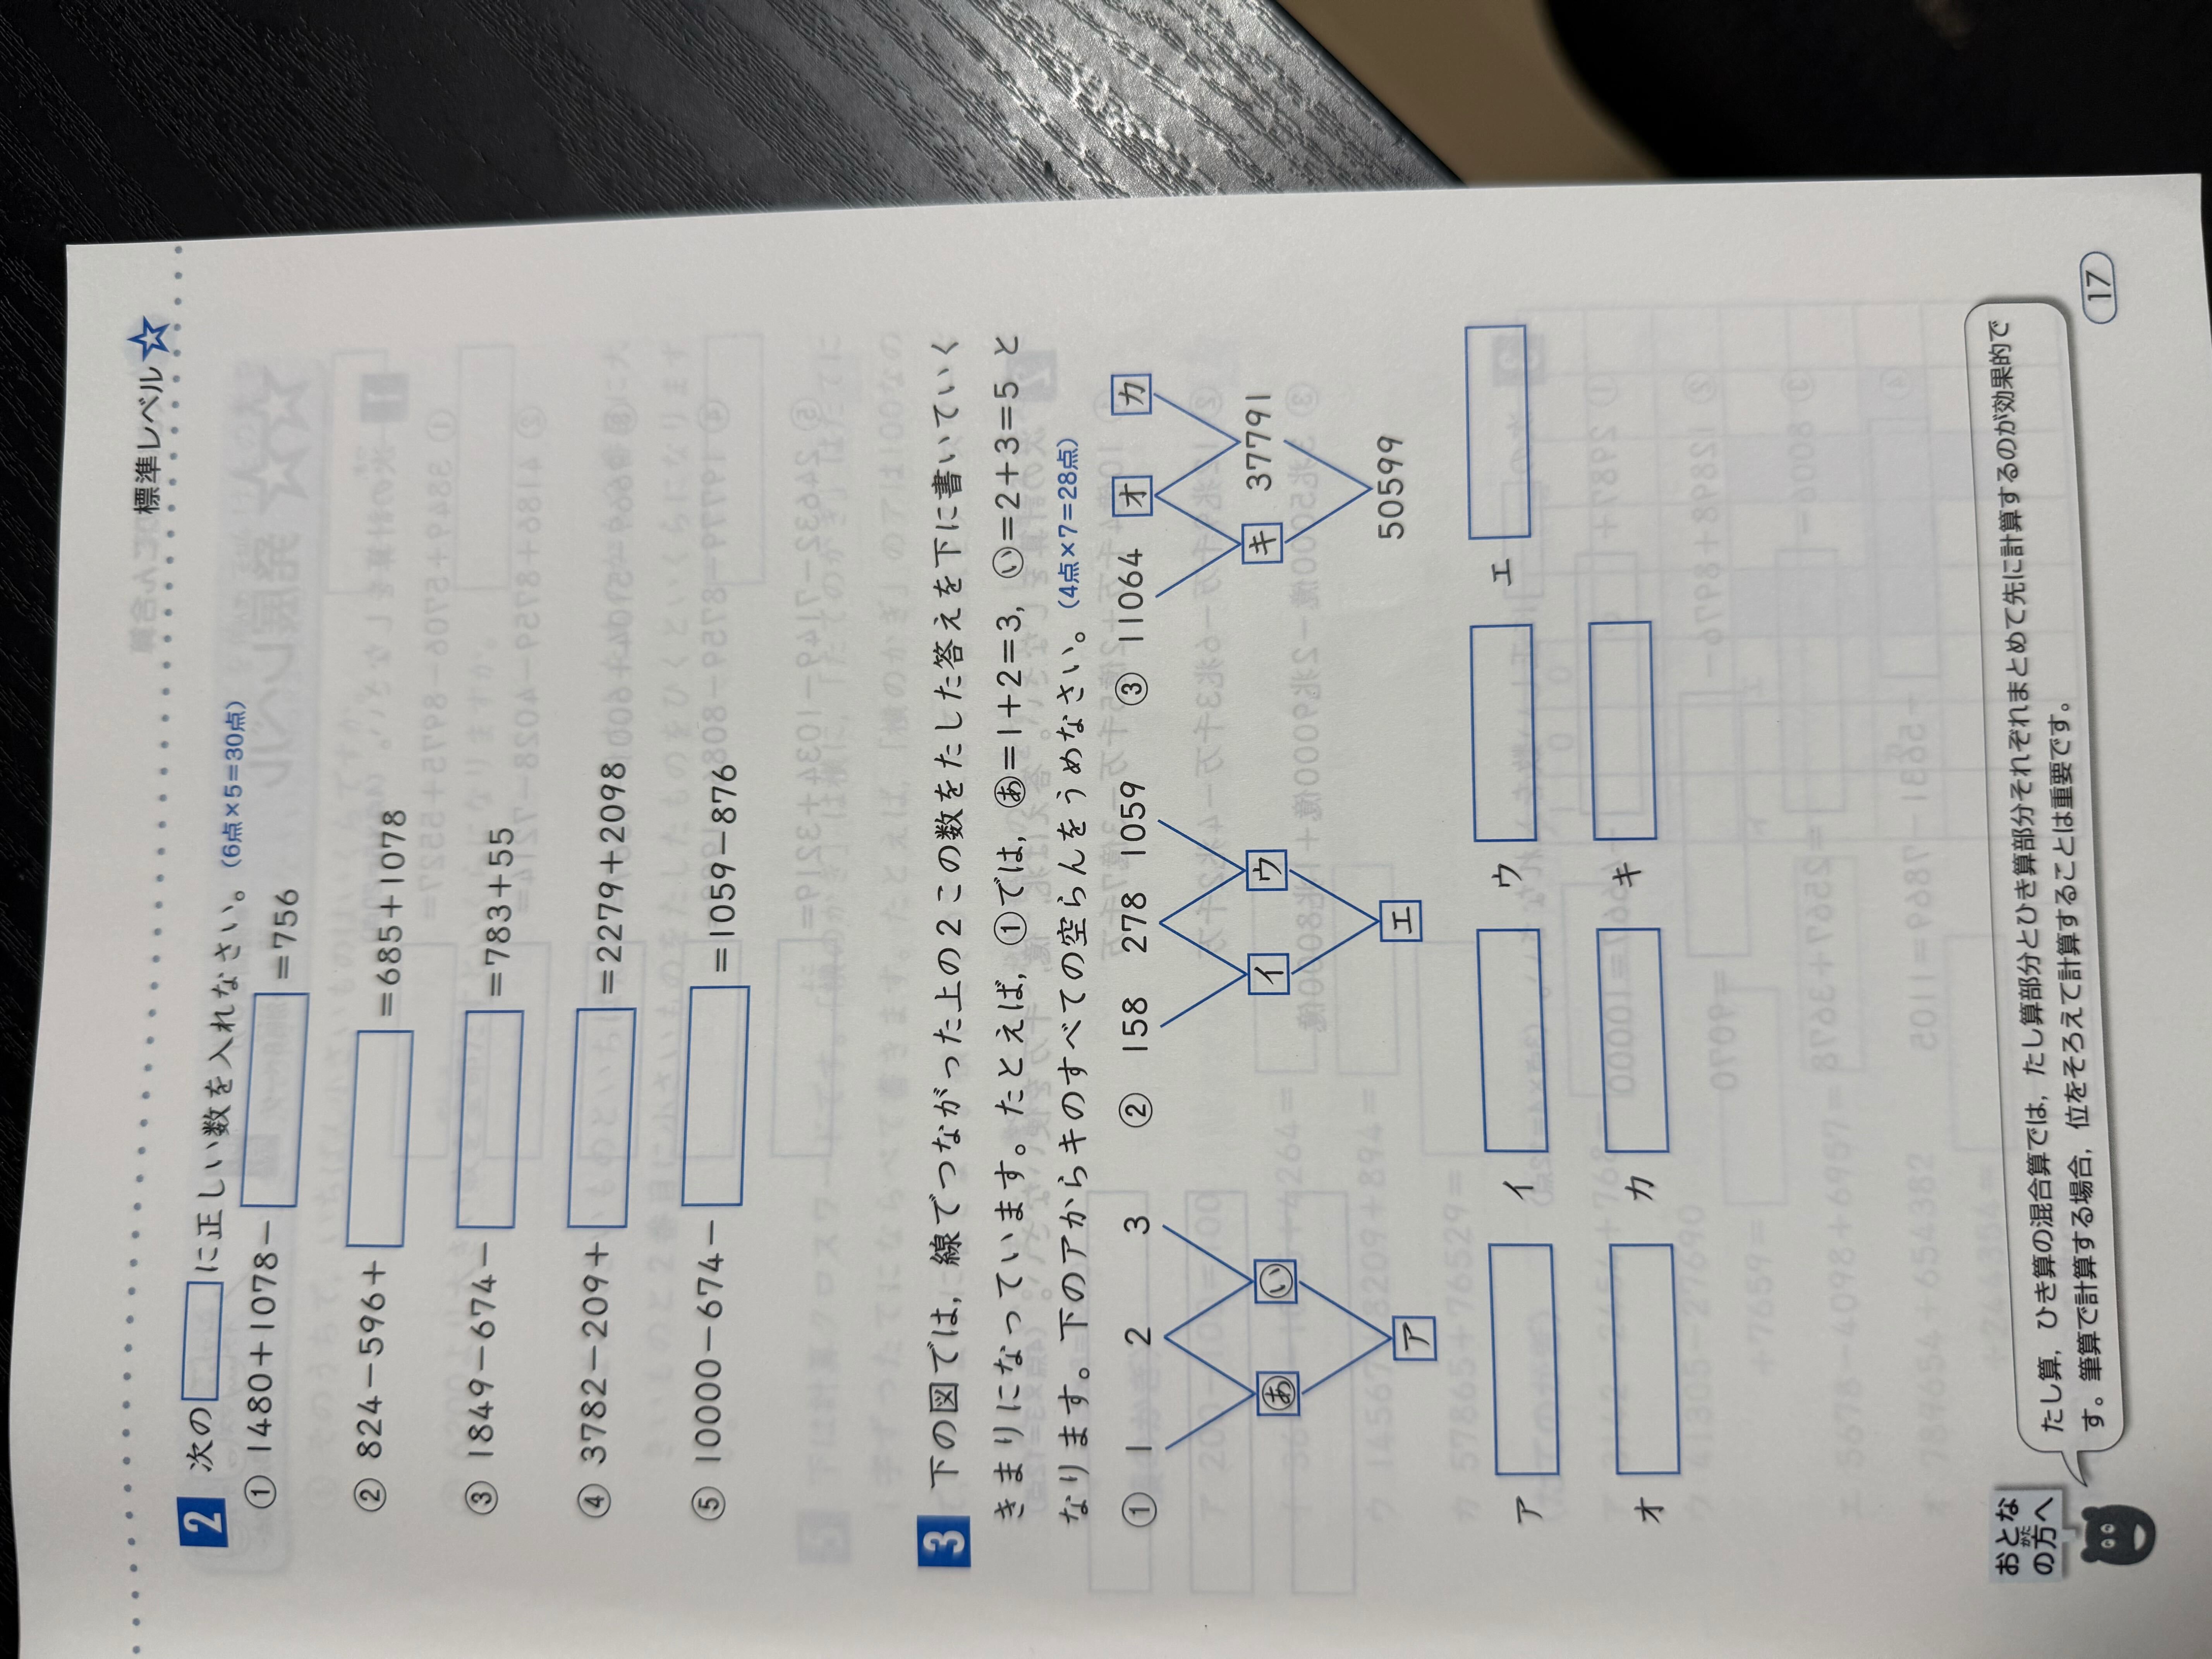 標準レベル☆
2 次の□に正しい数を入れなさい。(6点×5=30点)
① 1480+1078-□=756
② 824-596+□=685+1078
③ 1849-674-□=783+55
④ 3782-209+□=2279+2098
⑤ 10000-674-□=1059-876
3 下の図では,線でつながった上の2この数をたした答えを下に書いていく
きまりになっています。たとえば,①では,㋐=1+2=3,㋑=2+3=5と
なります。下のアからキのすべての空らんをうめなさい。(4点×7=28点)
① 1 2 3
あ い
ア
② 158 278 1059
イ ウ
エ
③ 11064 オ カ
キ 37791
50599
ア イ ウ エ
オ カ キ
おとなの方へ
たし算,ひき算の混合算では,たし算部分とひき算部分それぞれまとめて先に計算するのが効果的で
す。筆算で計算する場合,位をそろえて計算することは重要です。
17